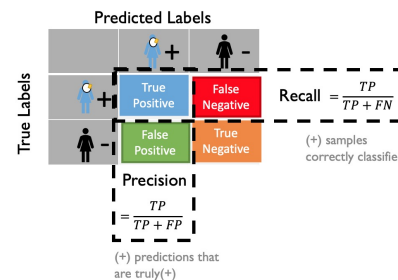 Predicted Labels
+ -
True Labels
+ True Positive False Negative Recall = TP / TP + FN
- False Positive True Negative
(+) samples
correctly classifie
Precision
= TP / TP + FP
(+) predictions that
are truly(+)